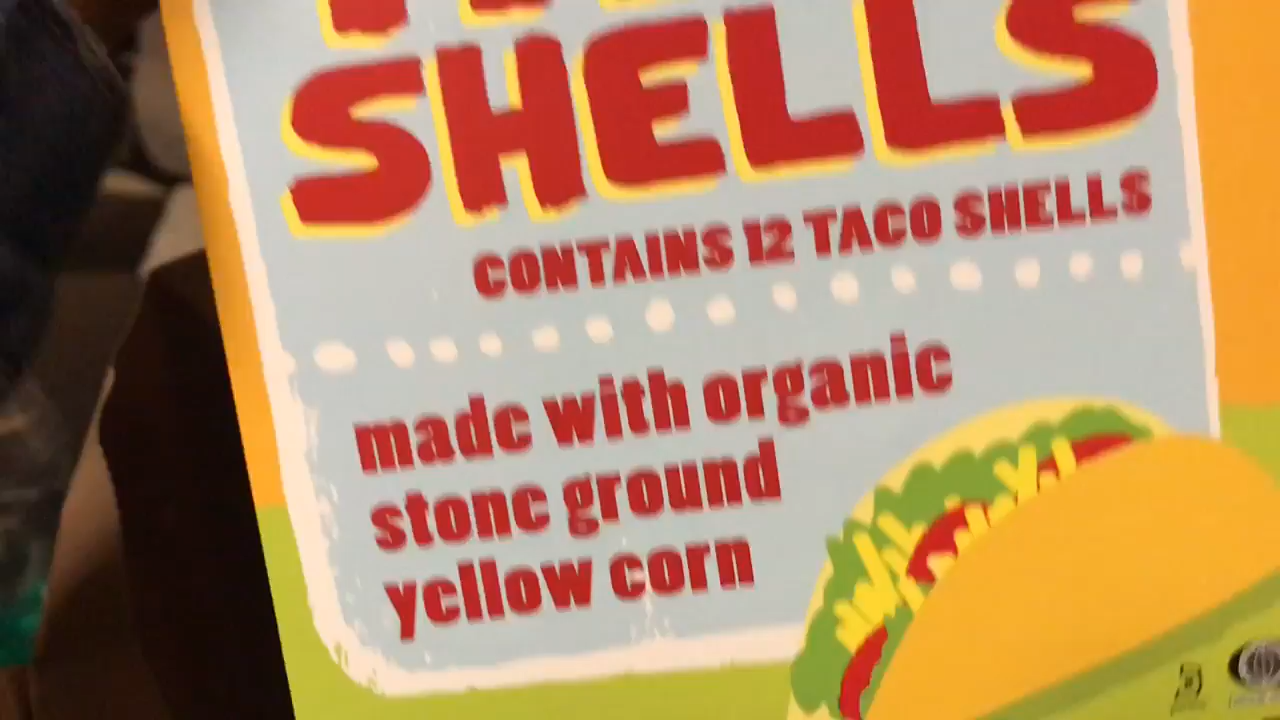 SHELLS
CONTAINS 12 TACO SHELLS
made with organic
stone ground
yellow corn